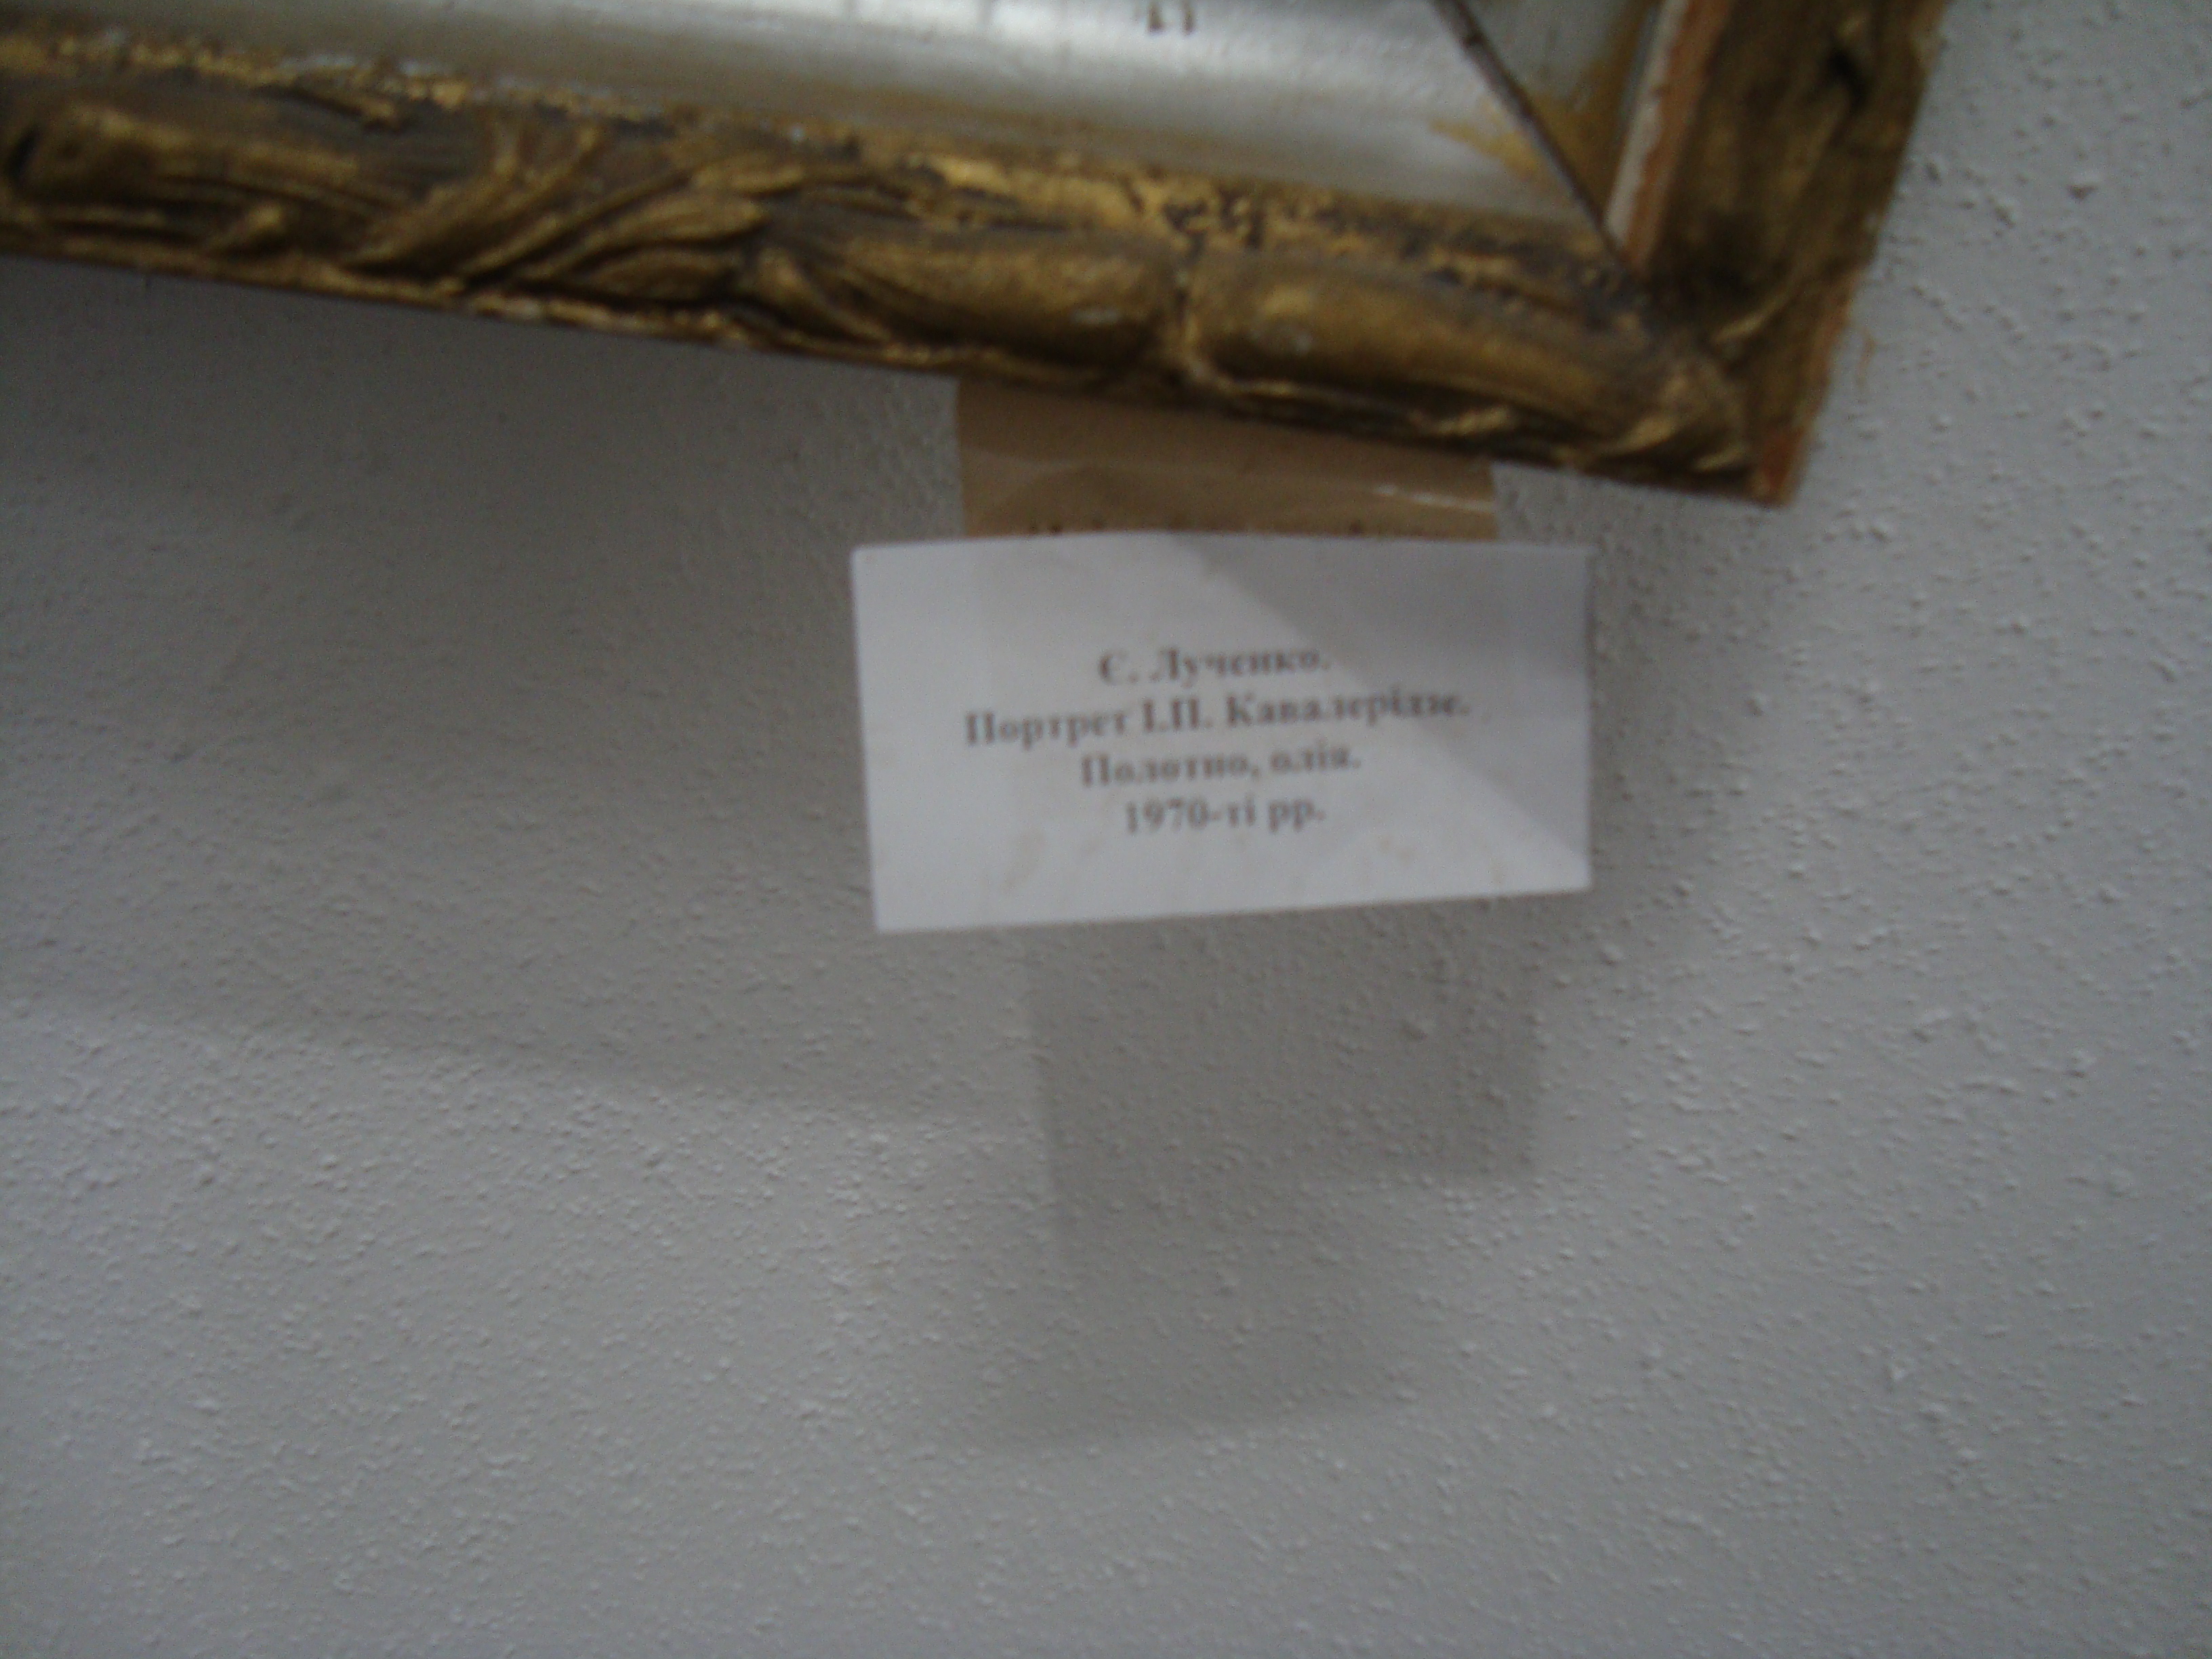 Є. Лученко.
Портрет І.П. Кавалерідзе.
Полотно, олія.
1970-ті рр.